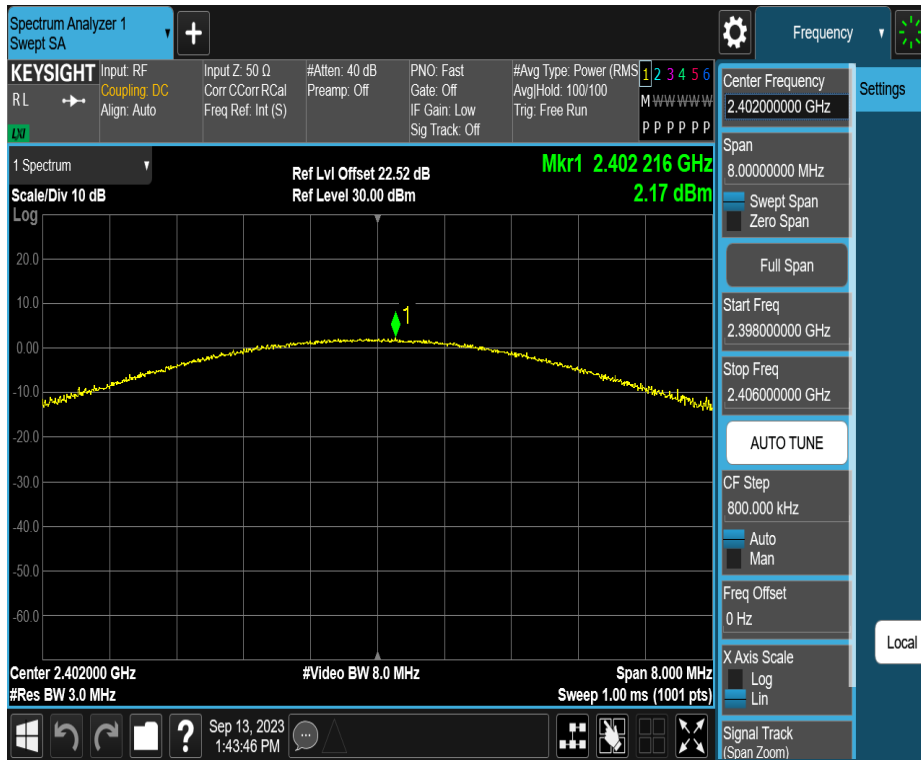 Spectrum Analyzer 1
Swept SA
+
Frequency
KEYSIGHT
R L
LXI
Input: RF
Coupling: DC
Align: Auto
Input Z: 50 Ω
Corr CCorr RCal
Freq Ref: Int (S)
#Atten: 40 dB
Preamp: Off
PNO: Fast
Gate: Off
IF Gain: Low
Sig Track: Off
#Avg Type: Power (RMS
Avg|Hold: 100/100
Trig: Free Run
1 2 3 4 5 6
M W W W W W
P P P P P P
1 Spectrum
Scale/Div 10 dB
Log
Ref Lvl Offset 22.52 dB
Ref Level 30.00 dBm
Mkr1 2.402 216 GHz
2.17 dBm
20.0
10.0
0.00
-10.0
-20.0
-30.0
-40.0
-50.0
-60.0
1
Center 2.402000 GHz
#Res BW 3.0 MHz
#Video BW 8.0 MHz
Span 8.000 MHz
Sweep 1.00 ms (1001 pts)
Sep 13, 2023
1:43:46 PM
?
Center Frequency
2.402000000 GHz
Span
8.00000000 MHz
Swept Span
Zero Span
Full Span
Start Freq
2.398000000 GHz
Stop Freq
2.406000000 GHz
AUTO TUNE
CF Step
800.000 kHz
Auto
Man
Freq Offset
0 Hz
X Axis Scale
Log
Lin
Signal Track
(Span Zoom)
Settings
Local